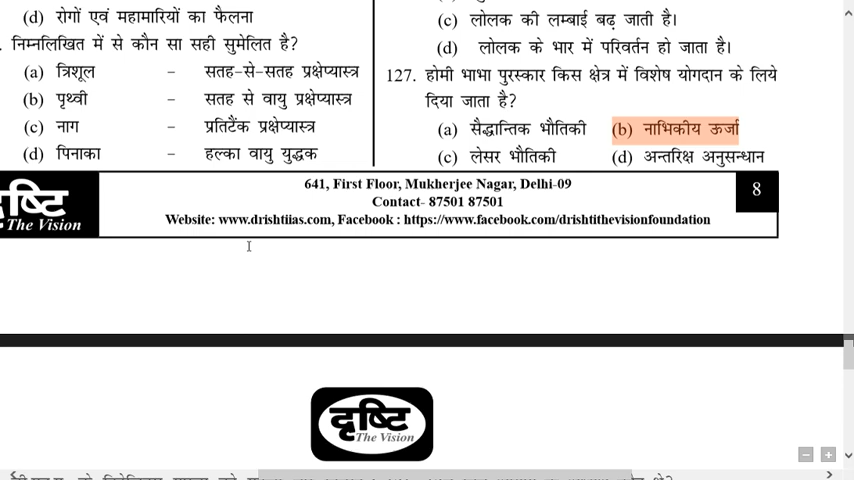 (d) रोगों एवं महामारियों का फैलना
. निम्नलिखित में से कौन सा सही सुमेलित है?
(a) त्रिशूल – सतह-से-सतह प्रक्षेप्यास्त्र
(b) पृथ्वी – सतह से वायु प्रक्षेप्यास्त्र
(c) नाग – प्रतिटैंक प्रक्षेप्यास्त्र
(d) पिनाका – हल्का वायु युद्धक
(c) लोलक की लम्बाई बढ़ जाती है।
(d) लोलक के भार में परिवर्तन हो जाता है।
127. होमी भाभा पुरस्कार किस क्षेत्र में विशेष योगदान के लिये
दिया जाता है?
(a) सैद्धान्तिक भौतिकी (b) नाभिकीय ऊर्जा
(c) लेसर भौतिकी (d) अन्तरिक्ष अनुसन्धान
दृष्टि
The Vision
641, First Floor, Mukherjee Nagar, Delhi-09
Contact- 87501 87501
Website: www.drishtiias.com, Facebook : https://www.facebook.com/drishtithevisionfoundation
8
दृष्टि
The Vision